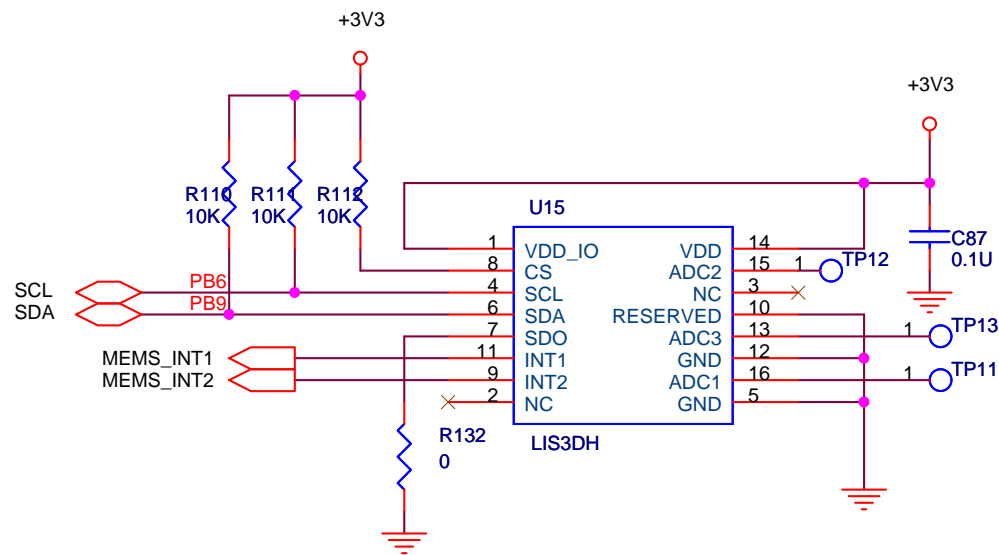 +3V3
+3V3
R110
10K
R111
10K
R112
10K
U15
C87
0.1U
1 VDD_IO VDD 14
8 CS ADC2 15 1 TP12
SCL PB6 4 SCL NC 3
SDA PB9 6 SDA RESERVED 10
7 SDO ADC3 13 1 TP13
MEMS_INT1 11 INT1 GND 12
MEMS_INT2 9 INT2 ADC1 16 1 TP11
2 NC GND 5
R132
0
LIS3DH